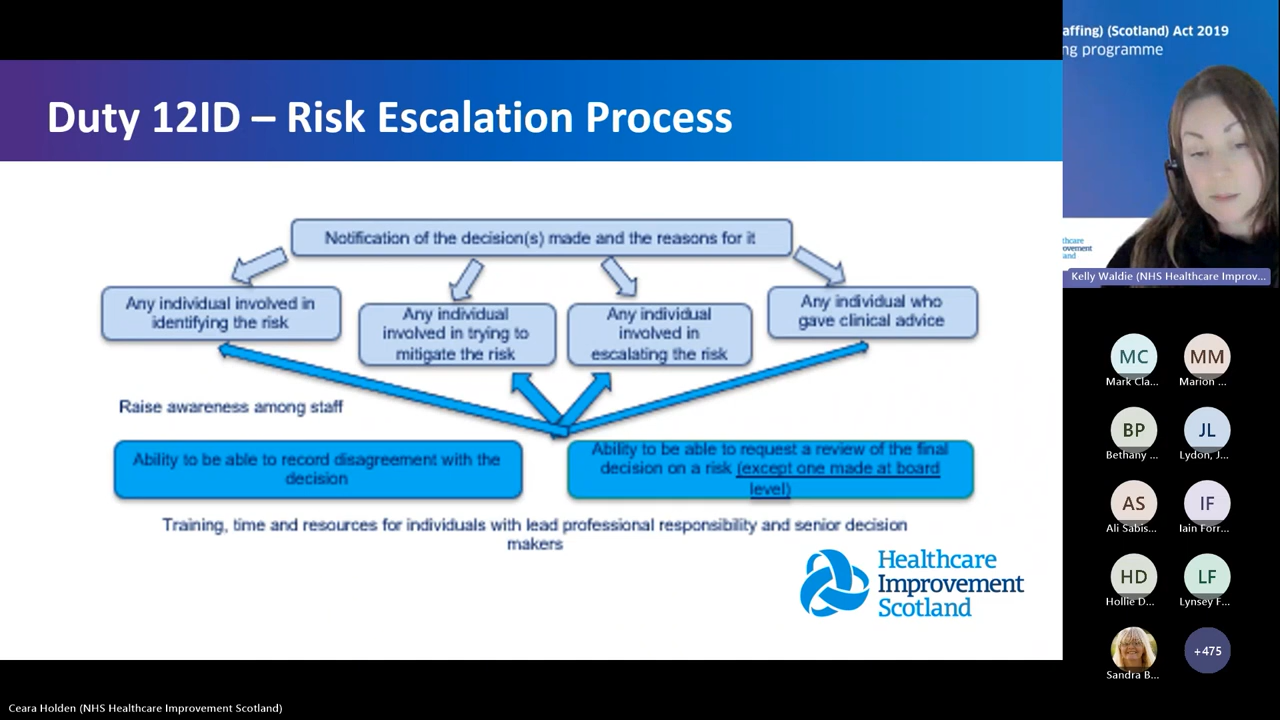 Duty 12ID – Risk Escalation Process
Notification of the decision(s) made and the reasons for it
Any individual involved in
identifying the risk
Any individual
involved in trying to
mitigate the risk
Any individual
involved in
escalating the risk
Any individual who
gave clinical advice
Raise awareness among staff
Ability to be able to record disagreement with the
decision
Ability to be able to request a review of the final
decision on a risk (except one made at board
level)
Training, time and resources for individuals with lead professional responsibility and senior decision
makers
Healthcare
Improvement
Scotland
affing) (Scotland) Act 2019
ng programme
hcare
ovement
and
Kelly Waldie (NHS Healthcare Improv...
MC
Mark Cla...
MM
Marion ...
BP
Bethany ...
JL
Lydon, J...
AS
Ali Sabis...
IF
Iain Forr...
HD
Hollie D...
LF
Lynsey F...
Sandra B...
+475
Ceara Holden (NHS Healthcare Improvement Scotland)